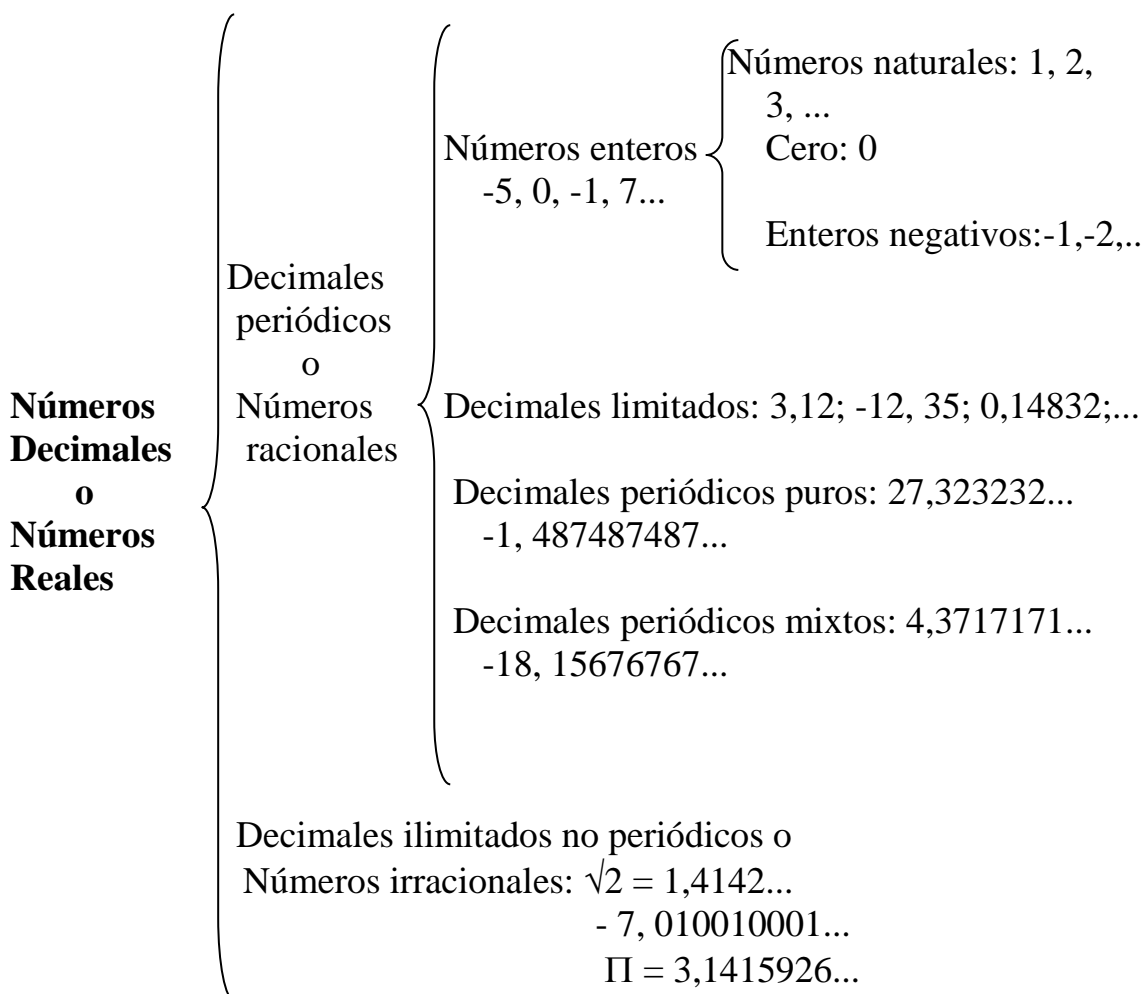 Números
Decimales
o
Números
Reales
Decimales
periódicos
o
Números
racionales
Números enteros
-5, 0, -1, 7...
Números naturales: 1, 2,
3, ...
Cero: 0
Enteros negativos:-1,-2,..
Decimales limitados: 3,12; -12, 35; 0,14832;...
Decimales periódicos puros: 27,323232...
-1, 487487487...
Decimales periódicos mixtos: 4,3717171...
-18, 15676767...
Decimales ilimitados no periódicos o
Números irracionales: √2 = 1,4142...
- 7, 010010001...
Π = 3,1415926...